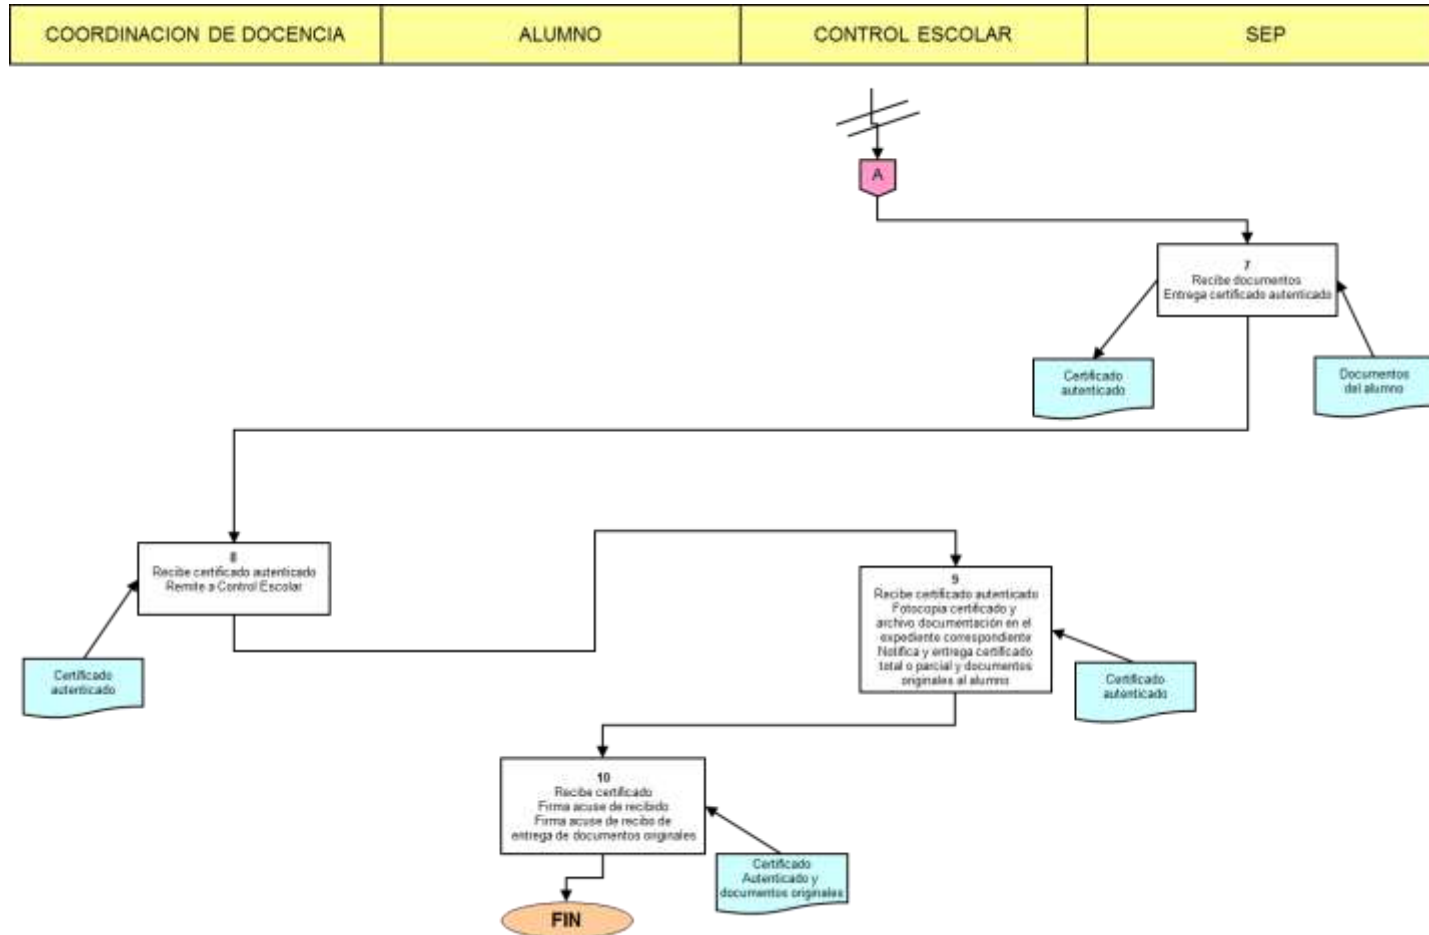 COORDINACION DE DOCENCIA
ALUMNO
CONTROL ESCOLAR
SEP
A
7
Recibe documentos
Entrega certificado autenticado
Certificado
autenticado
Documentos
del alumno
8
Recibe certificado autenticado
Remite a Control Escolar
Certificado
autenticado
9
Recibe certificado autenticado
Fotocopia certificado y
archivo documentación en el
expediente correspondiente
Notifica y entrega certificado
total o parcial y documentos
originales al alumno
Certificado
autenticado
10
Recibe certificado
Firma acuse de recibido
Firma acuse de recibo de
entrega de documentos originales
Certificado
Autenticado y
documentos originales
FIN